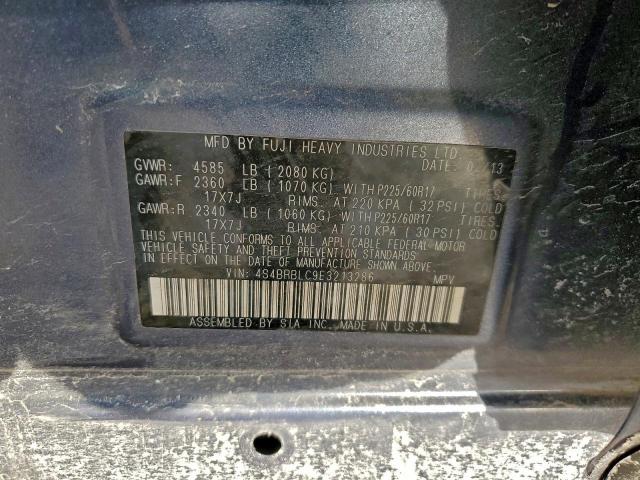 MFD BY FUJI HEAVY INDUSTRIES LTD.
GVWR: 4585 LB ( 2080 KG) DATE:
GAWR:F 2360 LB ( 1070 KG) WITH P225/60R17 TIRES.
17X7J RIMS. AT 220 KPA ( 32 PSI) COLD
GAWR:R 2340 LB ( 1060 KG) WITH P225/60R17 TIRES.
17X7J RIMS. AT 210 KPA ( 30 PSI) COLD
THIS VEHICLE CONFORMS TO ALL APPLICABLE FEDERAL MOTOR
VEHICLE SAFETY AND THEFT PREVENTION STANDARDS
IN EFFECT ON THE DATE OF MANUFACTURE SHOWN ABOVE.
VIN: 4S4BRBLC9E3213286 MPV
ASSEMBLED BY SIA INC. MADE IN U.S.A.